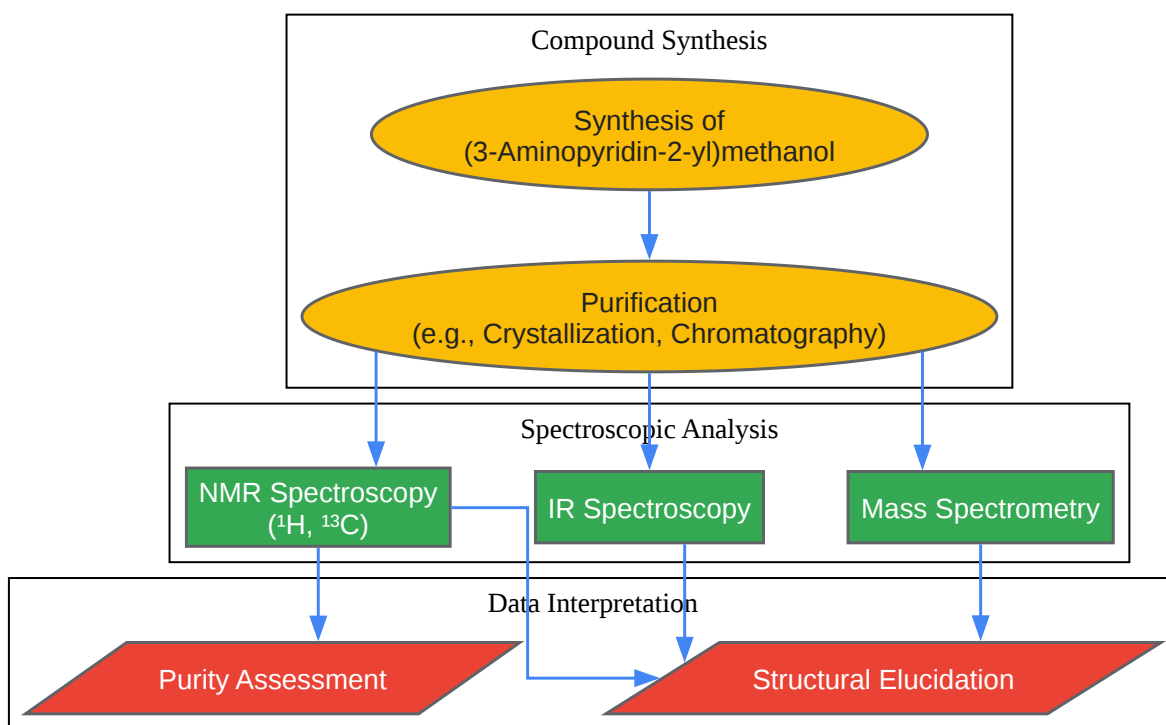 Compound Synthesis
Synthesis of
(3-Aminopyridin-2-yl)methanol
Purification
(e.g., Crystallization, Chromatography)
Spectroscopic Analysis
NMR Spectroscopy
(¹H, ¹³C)
IR Spectroscopy
Mass Spectrometry
Data Interpretation
Purity Assessment
Structural Elucidation